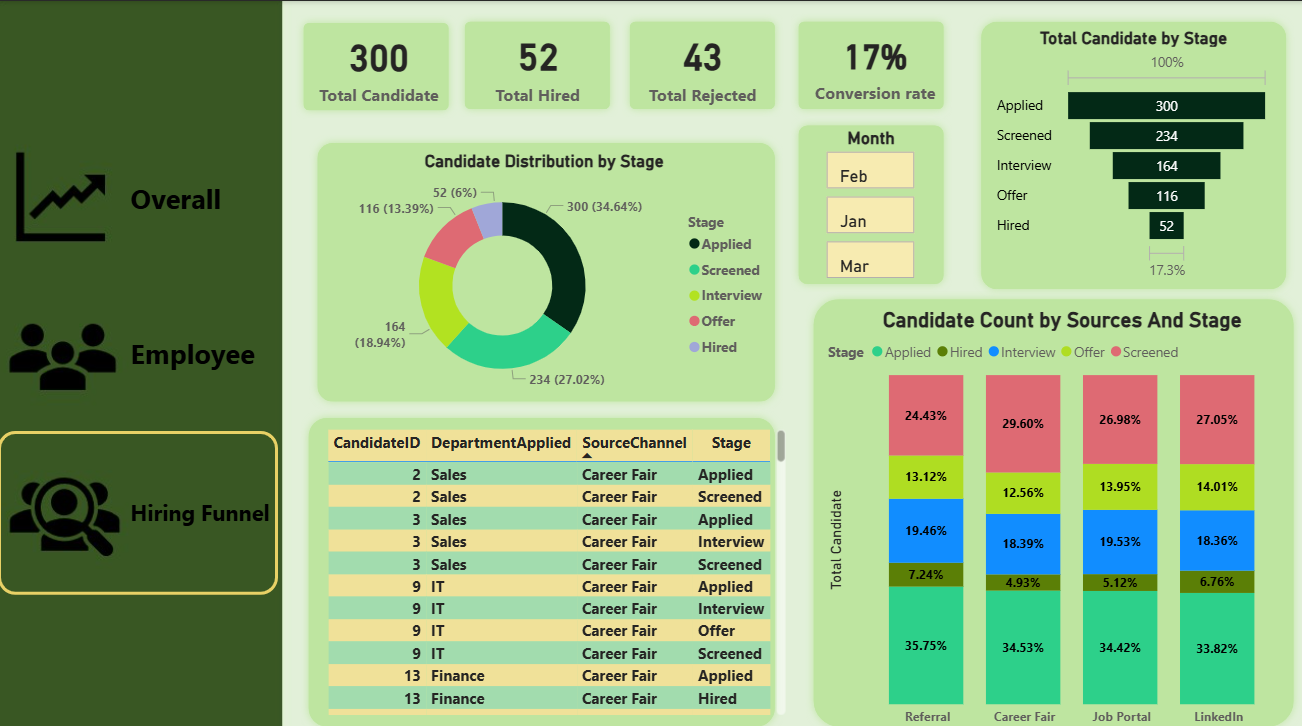 Overall
Employee
Hiring Funnel
300
Total Candidate
52
Total Hired
43
Total Rejected
17%
Conversion rate
Candidate Distribution by Stage
52 (6%)
116 (13.39%)
300 (34.64%)
164
(18.94%)
234 (27.02%)
Stage
Applied
Screened
Interview
Offer
Hired
Month
Feb
Jan
Mar
Total Candidate by Stage
100%
Applied 300
Screened 234
Interview 164
Offer 116
Hired 52
17.3%
CandidateID DepartmentApplied SourceChannel Stage
2 Sales Career Fair Applied
2 Sales Career Fair Screened
3 Sales Career Fair Applied
3 Sales Career Fair Interview
3 Sales Career Fair Screened
9 IT Career Fair Applied
9 IT Career Fair Interview
9 IT Career Fair Offer
9 IT Career Fair Screened
13 Finance Career Fair Applied
13 Finance Career Fair Hired
Candidate Count by Sources And Stage
Stage Applied Hired Interview Offer Screened
Total Candidate
24.43% 29.60% 26.98% 27.05%
13.12% 12.56% 13.95% 14.01%
19.46% 18.39% 19.53% 18.36%
7.24% 4.93% 5.12% 6.76%
35.75% 34.53% 34.42% 33.82%
Referral Career Fair Job Portal LinkedIn